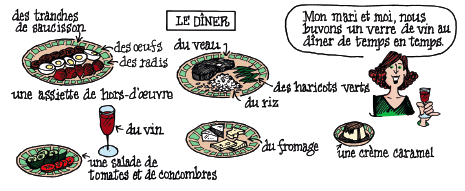 LE DÎNER
des tranches
de saucisson
des œufs
des radis
une assiette de hors-d'œuvre
du veau
des haricots verts
du riz
Mon mari et moi, nous
buvons un verre de vin au
dîner de temps en temps.
du vin
une salade de
tomates et de concombres
du fromage
une crème caramel